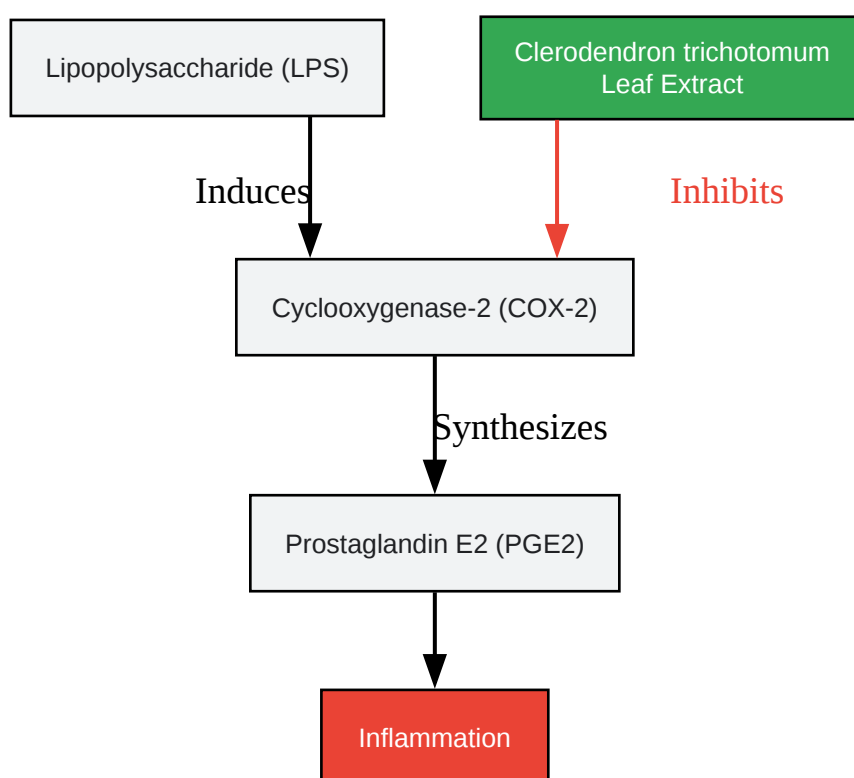 Lipopolysaccharide (LPS)
Clerodendron trichotomum
Leaf Extract
Induces
Inhibits
Cyclooxygenase-2 (COX-2)
Synthesizes
Prostaglandin E2 (PGE2)
Inflammation